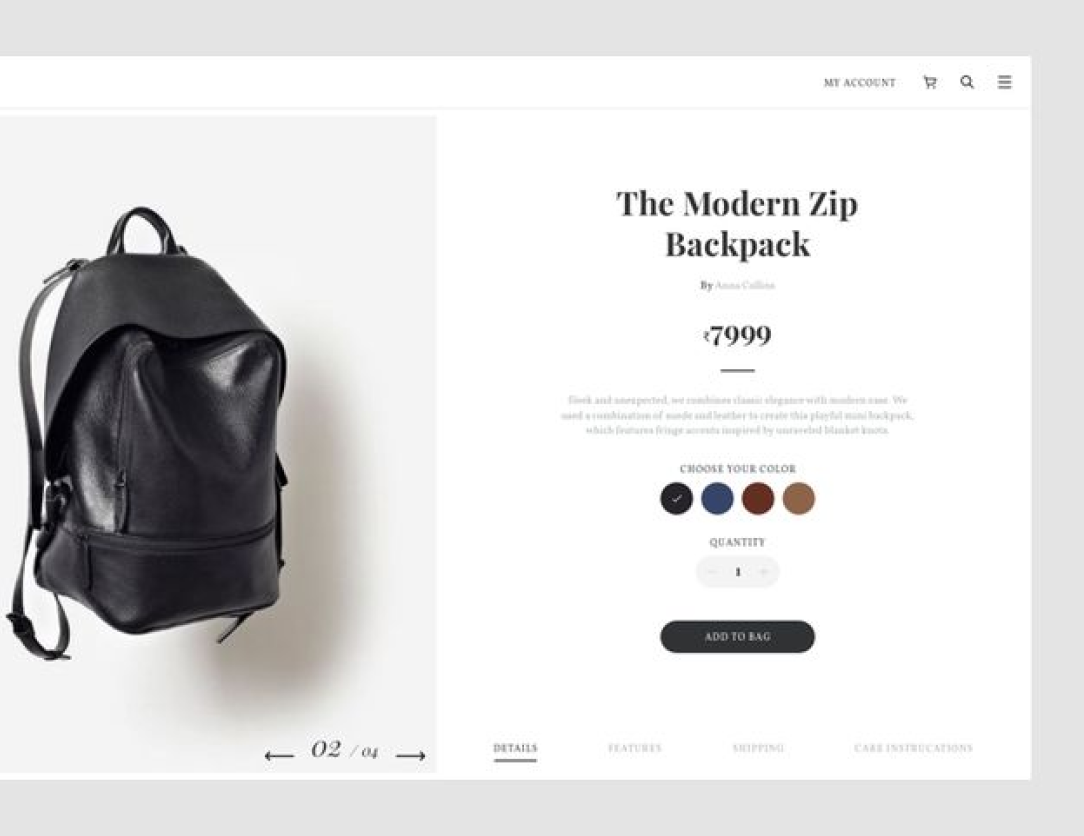 MY ACCOUNT
The Modern Zip
Backpack
By Anna Collins
₹7999
Sleek and unexpected, we combines classic elegance with modern ease. We
used a combination of suede and leather to create this playful mini backpack,
which features fringe accents inspired by unraveled blanket knots.
CHOOSE YOUR COLOR
QUANTITY
− 1 +
ADD TO BAG
02 / 04
DETAILS FEATURES SHIPPING CARE INSTRUCATIONS